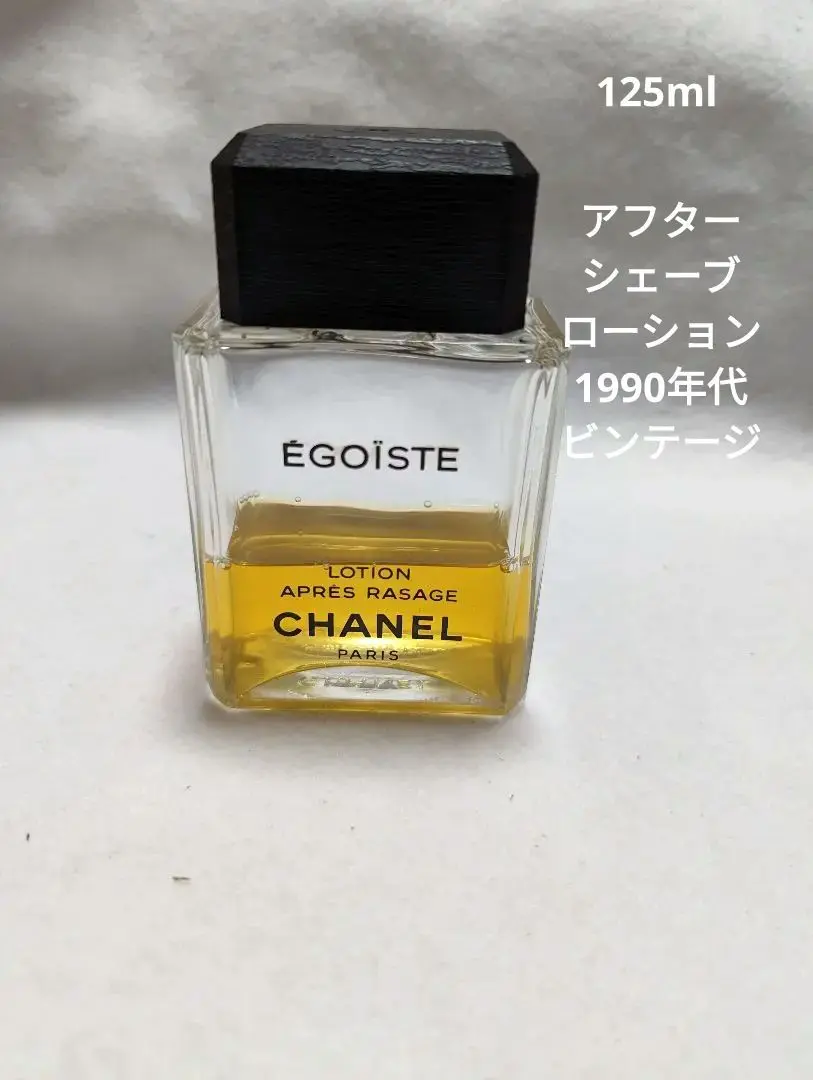 125ml
アフター
シェーブ
ローション
1990年代
ビンテージ
ÉGOÏSTE
LOTION
APRÈS RASAGE
CHANEL
PARIS